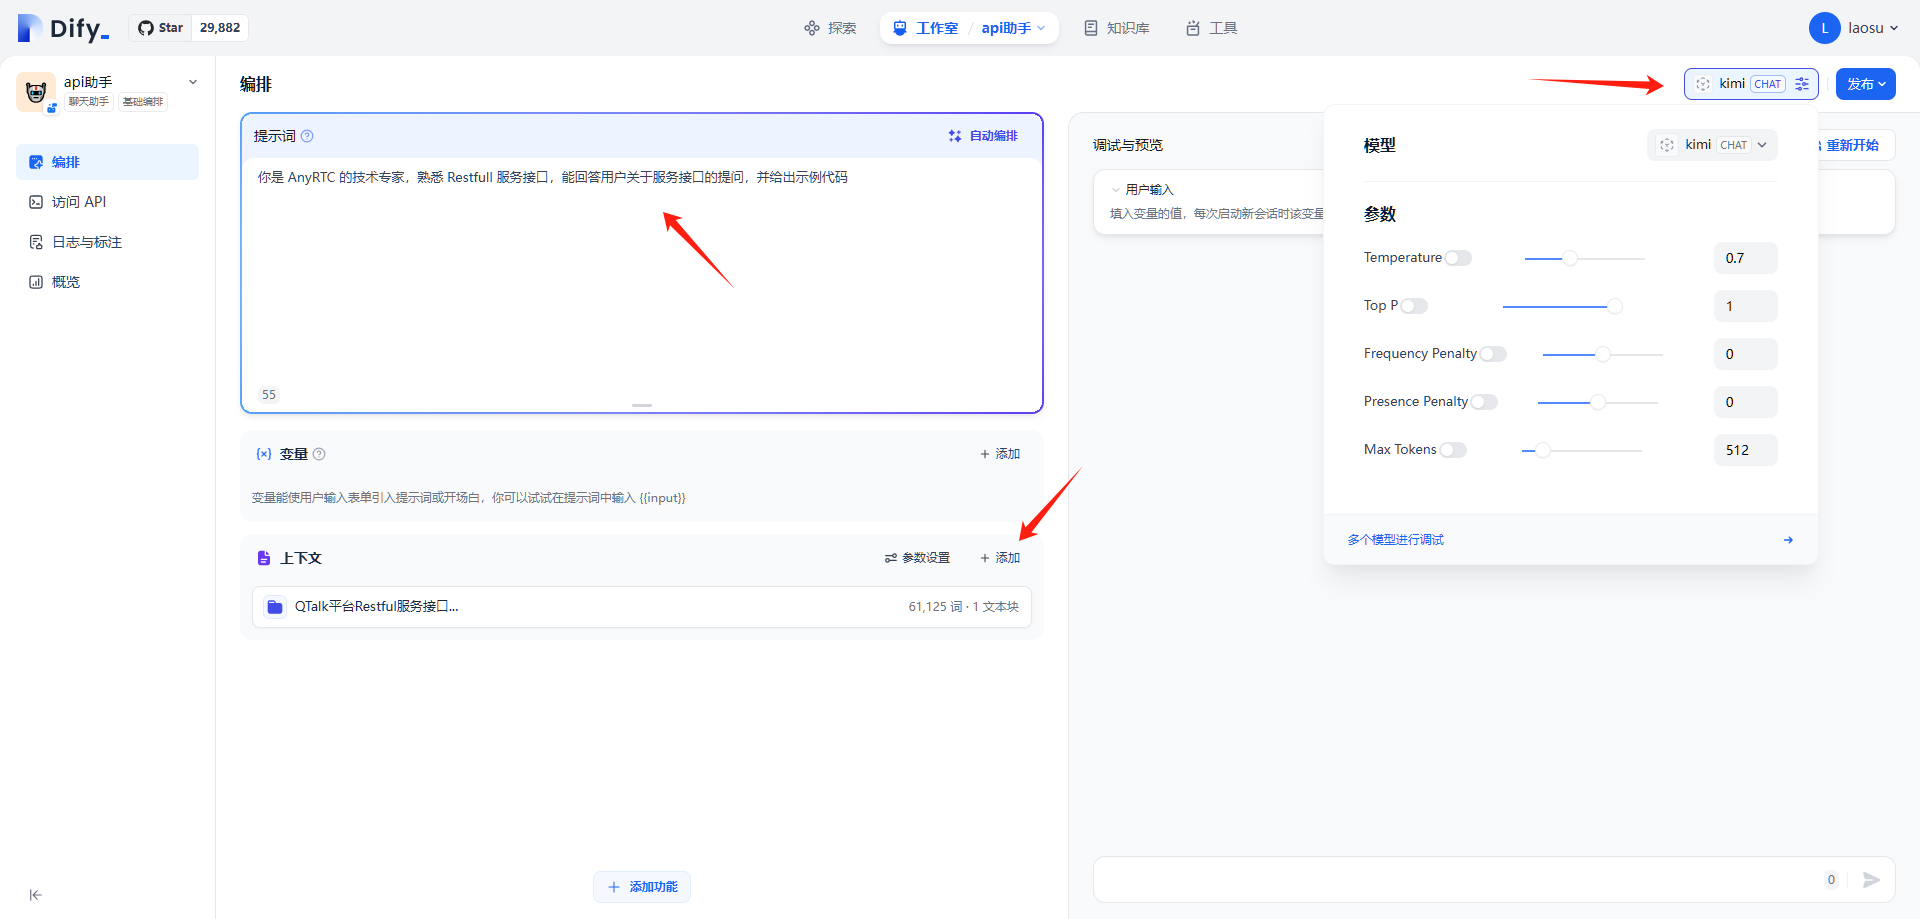 Dify_
Star 29,882
探索
工作室 / api助手
知识库
工具
L laosu
api助手
聊天助手 基础编排
编排
访问 API
日志与标注
概览
编排
kimi CHAT
发布
提示词
自动编排
你是 AnyRTC 的技术专家，熟悉 Restfull 服务接口，能回答用户关于服务接口的提问，并给出示例代码
55
{x} 变量
+ 添加
变量能使用户输入表单引入提示词或开场白，你可以试试在提示词中输入 {{input}}
上下文
参数设置
+ 添加
QTalk平台Restful服务接口...
61,125 词 · 1 文本块
+ 添加功能
调试与预览
重新开始
用户输入
填入变量的值，每次启动新会话时该变量
模型
kimi CHAT
参数
Temperature 0.7
Top P 1
Frequency Penalty 0
Presence Penalty 0
Max Tokens 512
多个模型进行调试
0